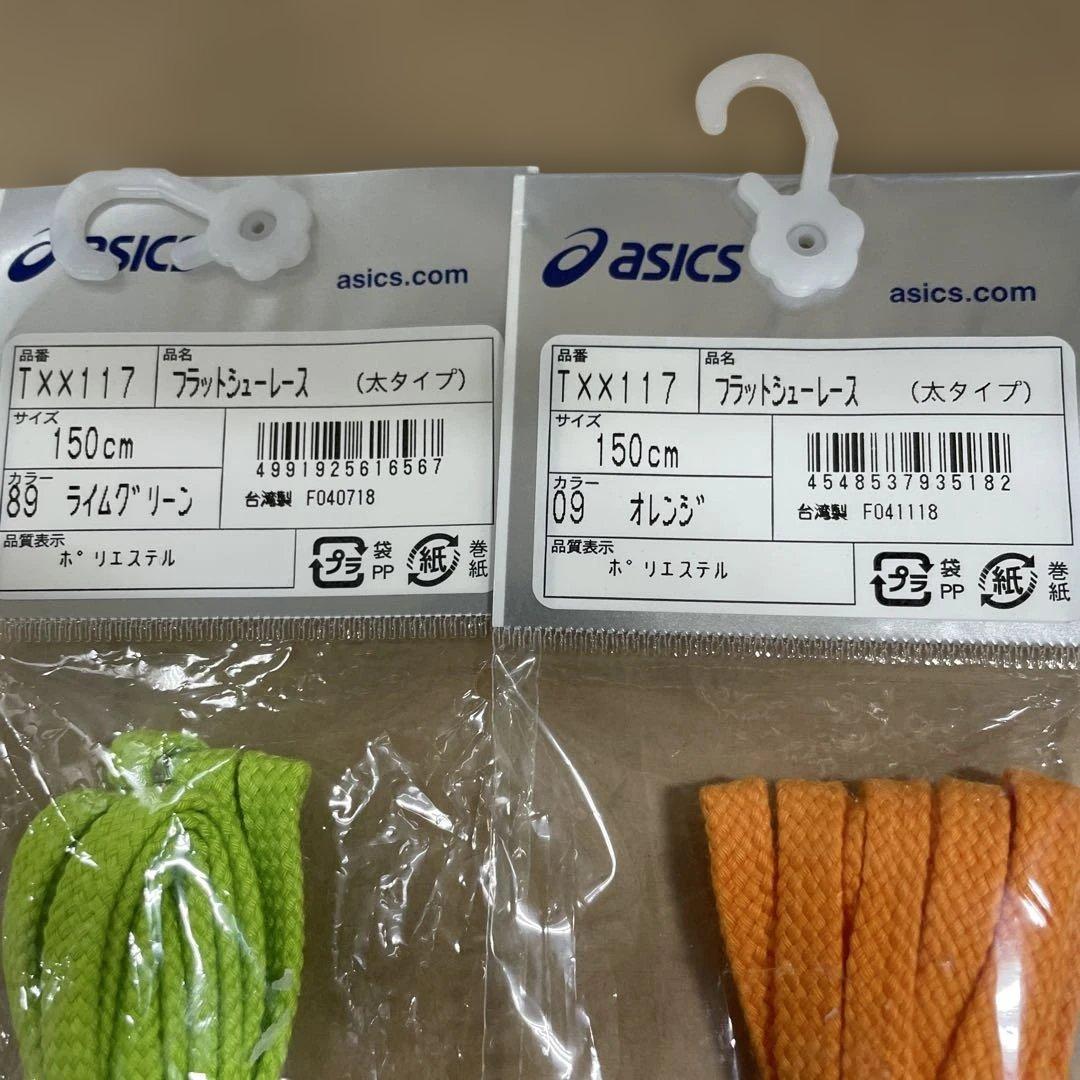 asics
asics.com
品番
TXX117
品名
フラットシューレース (太タイプ)
サイズ
150cm
4991925616567
カラー
89 ライムグリーン
台湾製 F040718
品質表示
ポリエステル
プラ
袋
PP
紙
巻
紙
asics
asics.com
品番
TXX117
品名
フラットシューレース (太タイプ)
サイズ
150cm
4548537935182
カラー
09 オレンジ
台湾製 F041118
品質表示
ポリエステル
プラ
袋
PP
紙
巻
紙